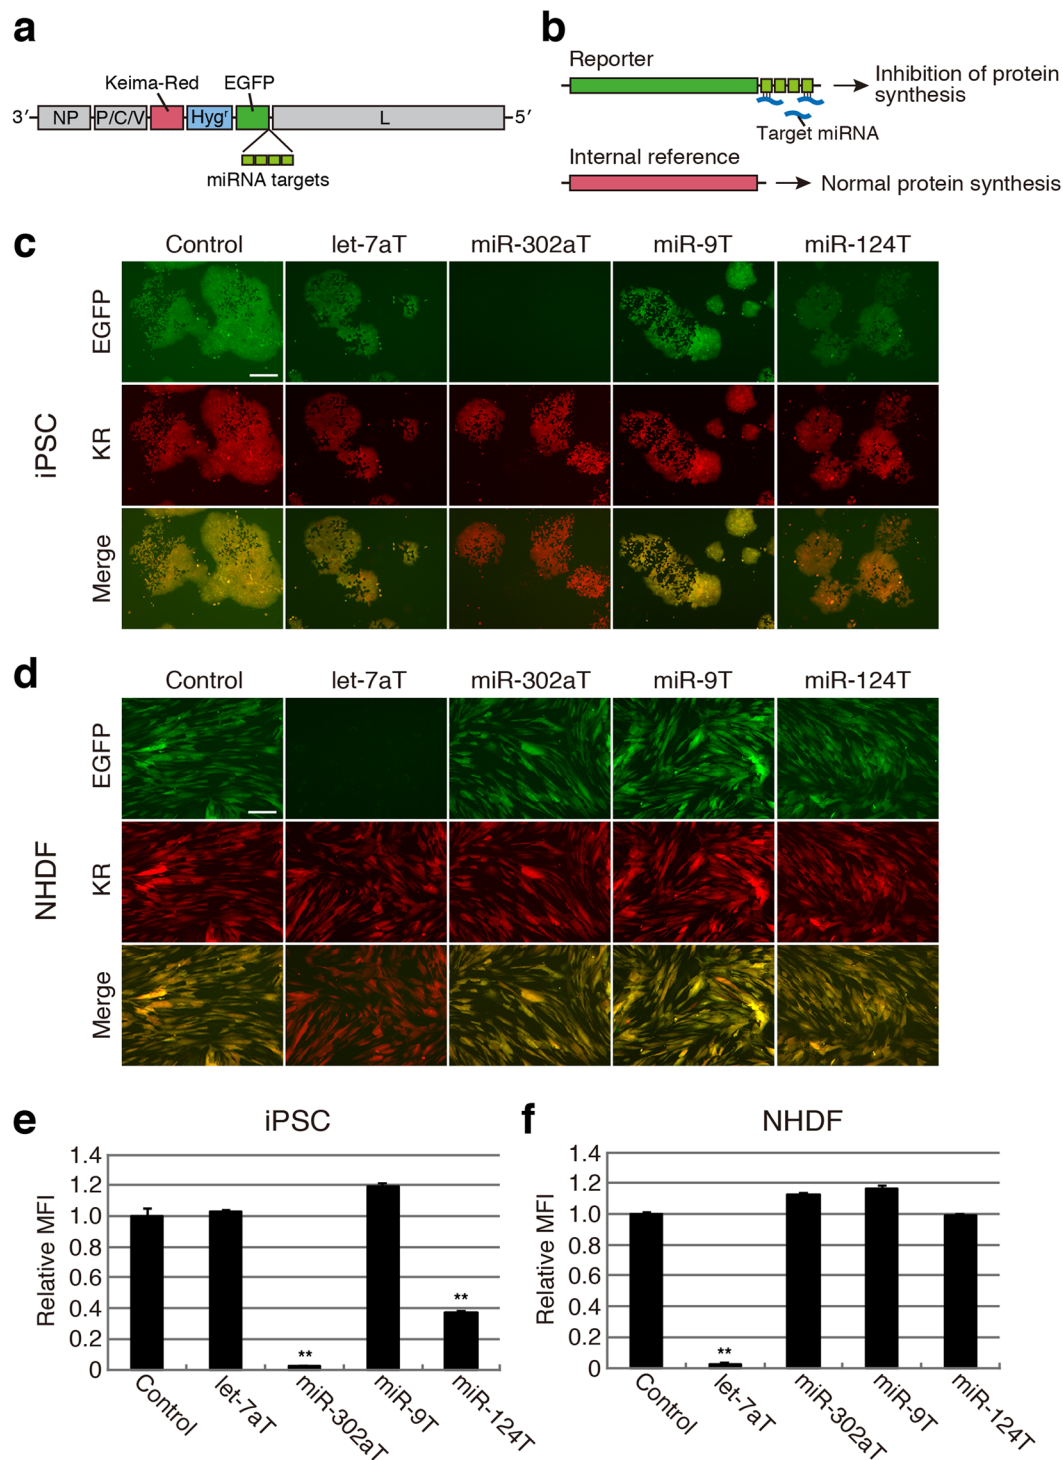 a
Keima-Red EGFP
3′ NP P/C/V Hygʳ L 5′
miRNA targets
b
Reporter
Inhibition of protein
synthesis
Target miRNA
Internal reference
Normal protein synthesis
c
Control let-7aT miR-302aT miR-9T miR-124T
iPSC
EGFP
KR
Merge
d
Control let-7aT miR-302aT miR-9T miR-124T
NHDF
EGFP
KR
Merge
e
iPSC
Relative MFI
1.4
1.2
1.0
0.8
0.6
0.4
0.2
0
**
**
Control
let-7aT
miR-302aT
miR-9T
miR-124T
f
NHDF
Relative MFI
1.4
1.2
1.0
0.8
0.6
0.4
0.2
0
**
Control
let-7aT
miR-302aT
miR-9T
miR-124T